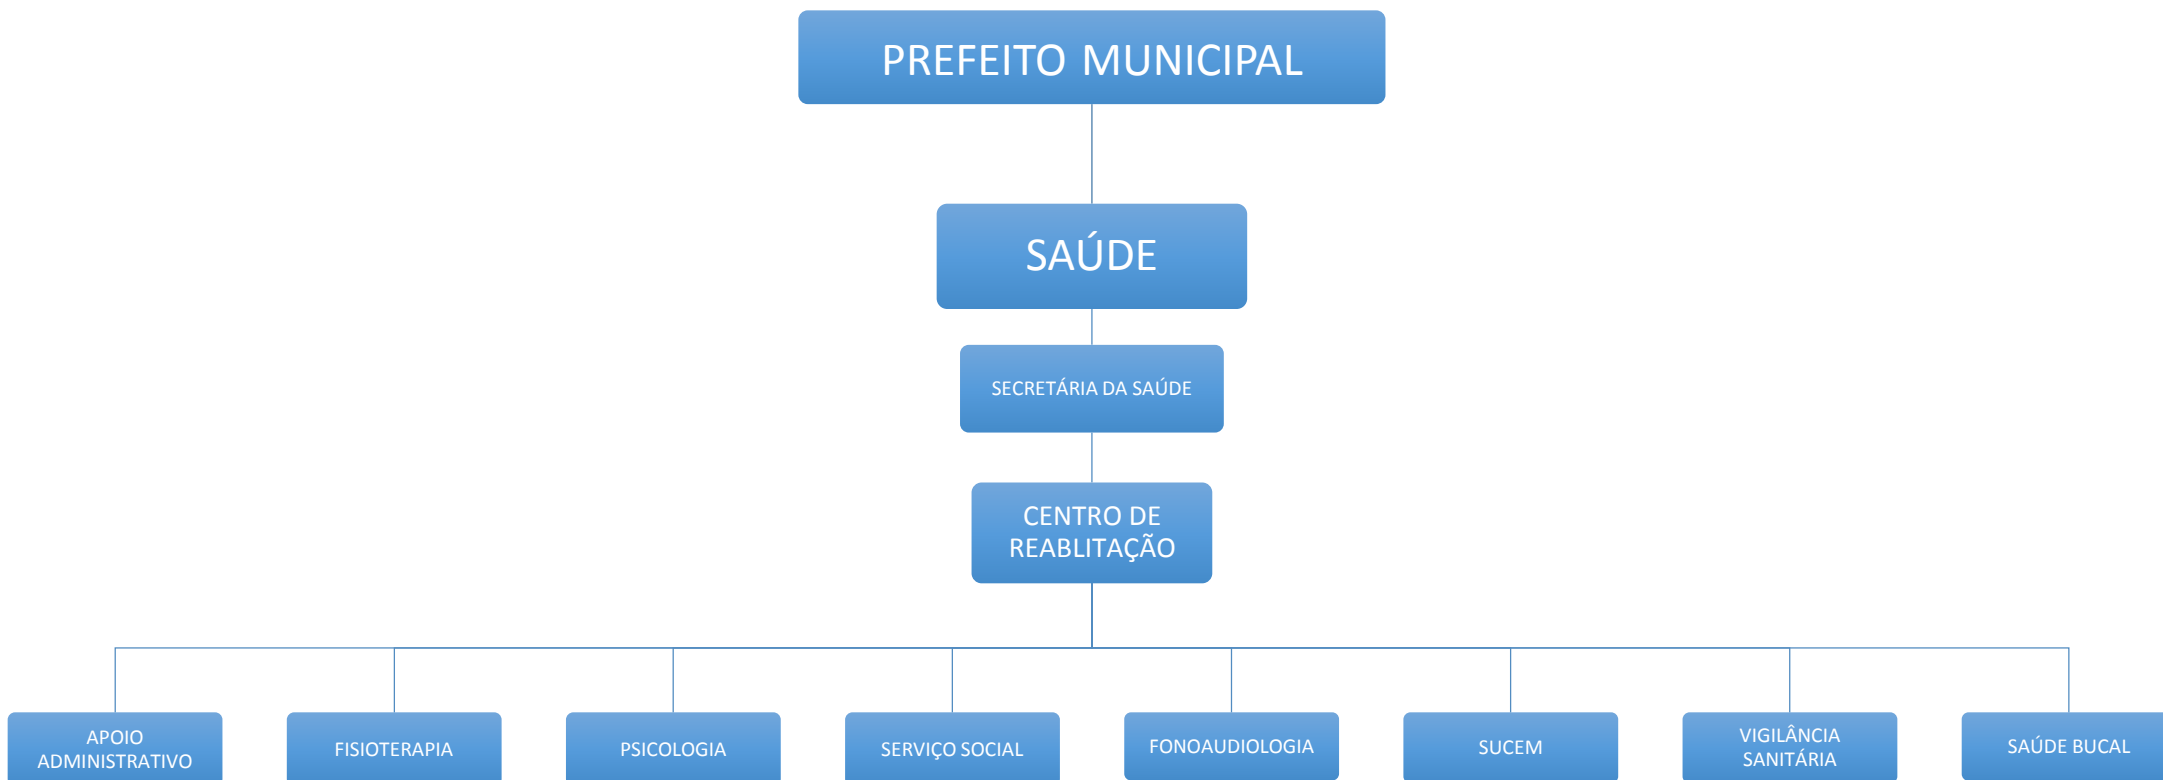 PREFEITO MUNICIPAL
SAÚDE
SECRETÁRIA DA SAÚDE
CENTRO DE
REABLITAÇÃO
APOIO
ADMINISTRATIVO
FISIOTERAPIA
PSICOLOGIA
SERVIÇO SOCIAL
FONOAUDIOLOGIA
SUCEM
VIGILÂNCIA
SANITÁRIA
SAÚDE BUCAL